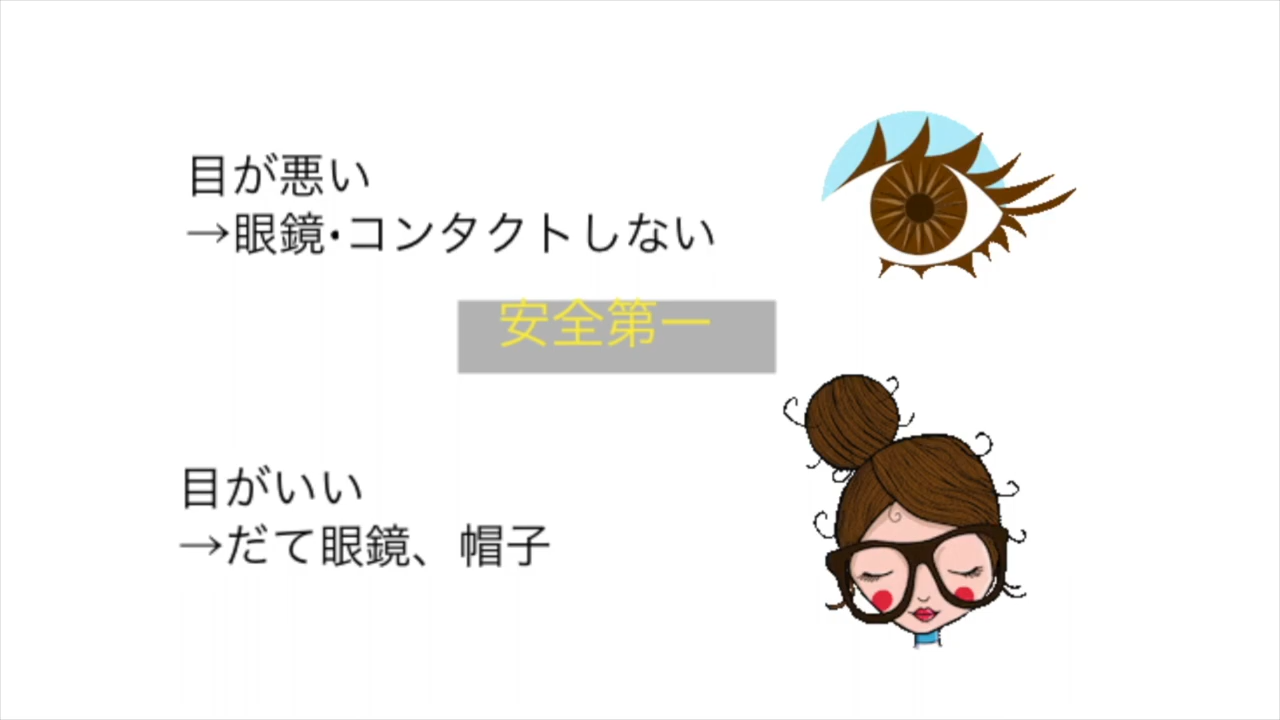 目が悪い
→眼鏡・コンタクトしない
安全第一
目がいい
→だて眼鏡、帽子